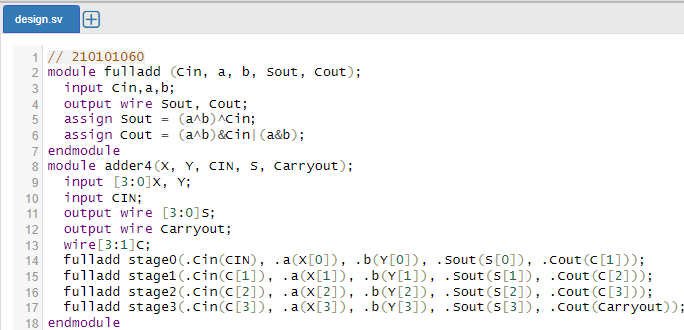 design.sv
1 // 210101060
2 module fulladd (Cin, a, b, Sout, Cout);
3 input Cin,a,b;
4 output wire Sout, Cout;
5 assign Sout = (a^b)^Cin;
6 assign Cout = (a^b)&Cin|(a&b);
7 endmodule
8 module adder4(X, Y, CIN, S, Carryout);
9 input [3:0]X, Y;
10 input CIN;
11 output wire [3:0]S;
12 output wire Carryout;
13 wire[3:1]C;
14 fulladd stage0(.Cin(CIN), .a(X[0]), .b(Y[0]), .Sout(S[0]), .Cout(C[1]));
15 fulladd stage1(.Cin(C[1]), .a(X[1]), .b(Y[1]), .Sout(S[1]), .Cout(C[2]));
16 fulladd stage2(.Cin(C[2]), .a(X[2]), .b(Y[2]), .Sout(S[2]), .Cout(C[3]));
17 fulladd stage3(.Cin(C[3]), .a(X[3]), .b(Y[3]), .Sout(S[3]), .Cout(Carryout));
18 endmodule